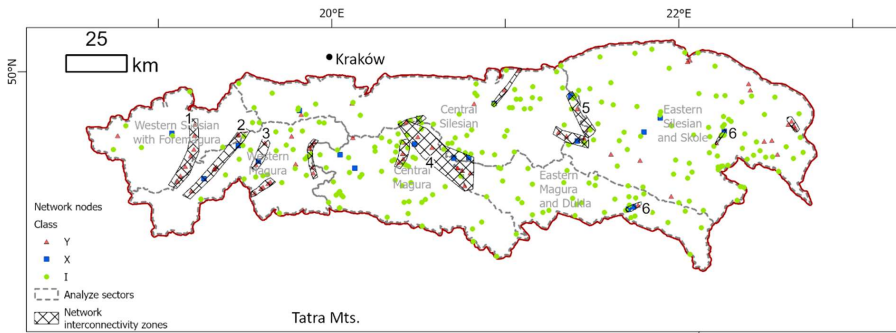 20°E
22°E
25
km
50°N
Kraków
Central
Silesian
Western Silesian
with Foremagura
1
2
3
Western
Magura
4
Central
Magura
5
Eastern
Silesian
and Skole
6
Eastern
Magura
and Dukla
6
Network nodes
Class
Y
X
I
Analyze sectors
Network
interconnectivity zones
Tatra Mts.